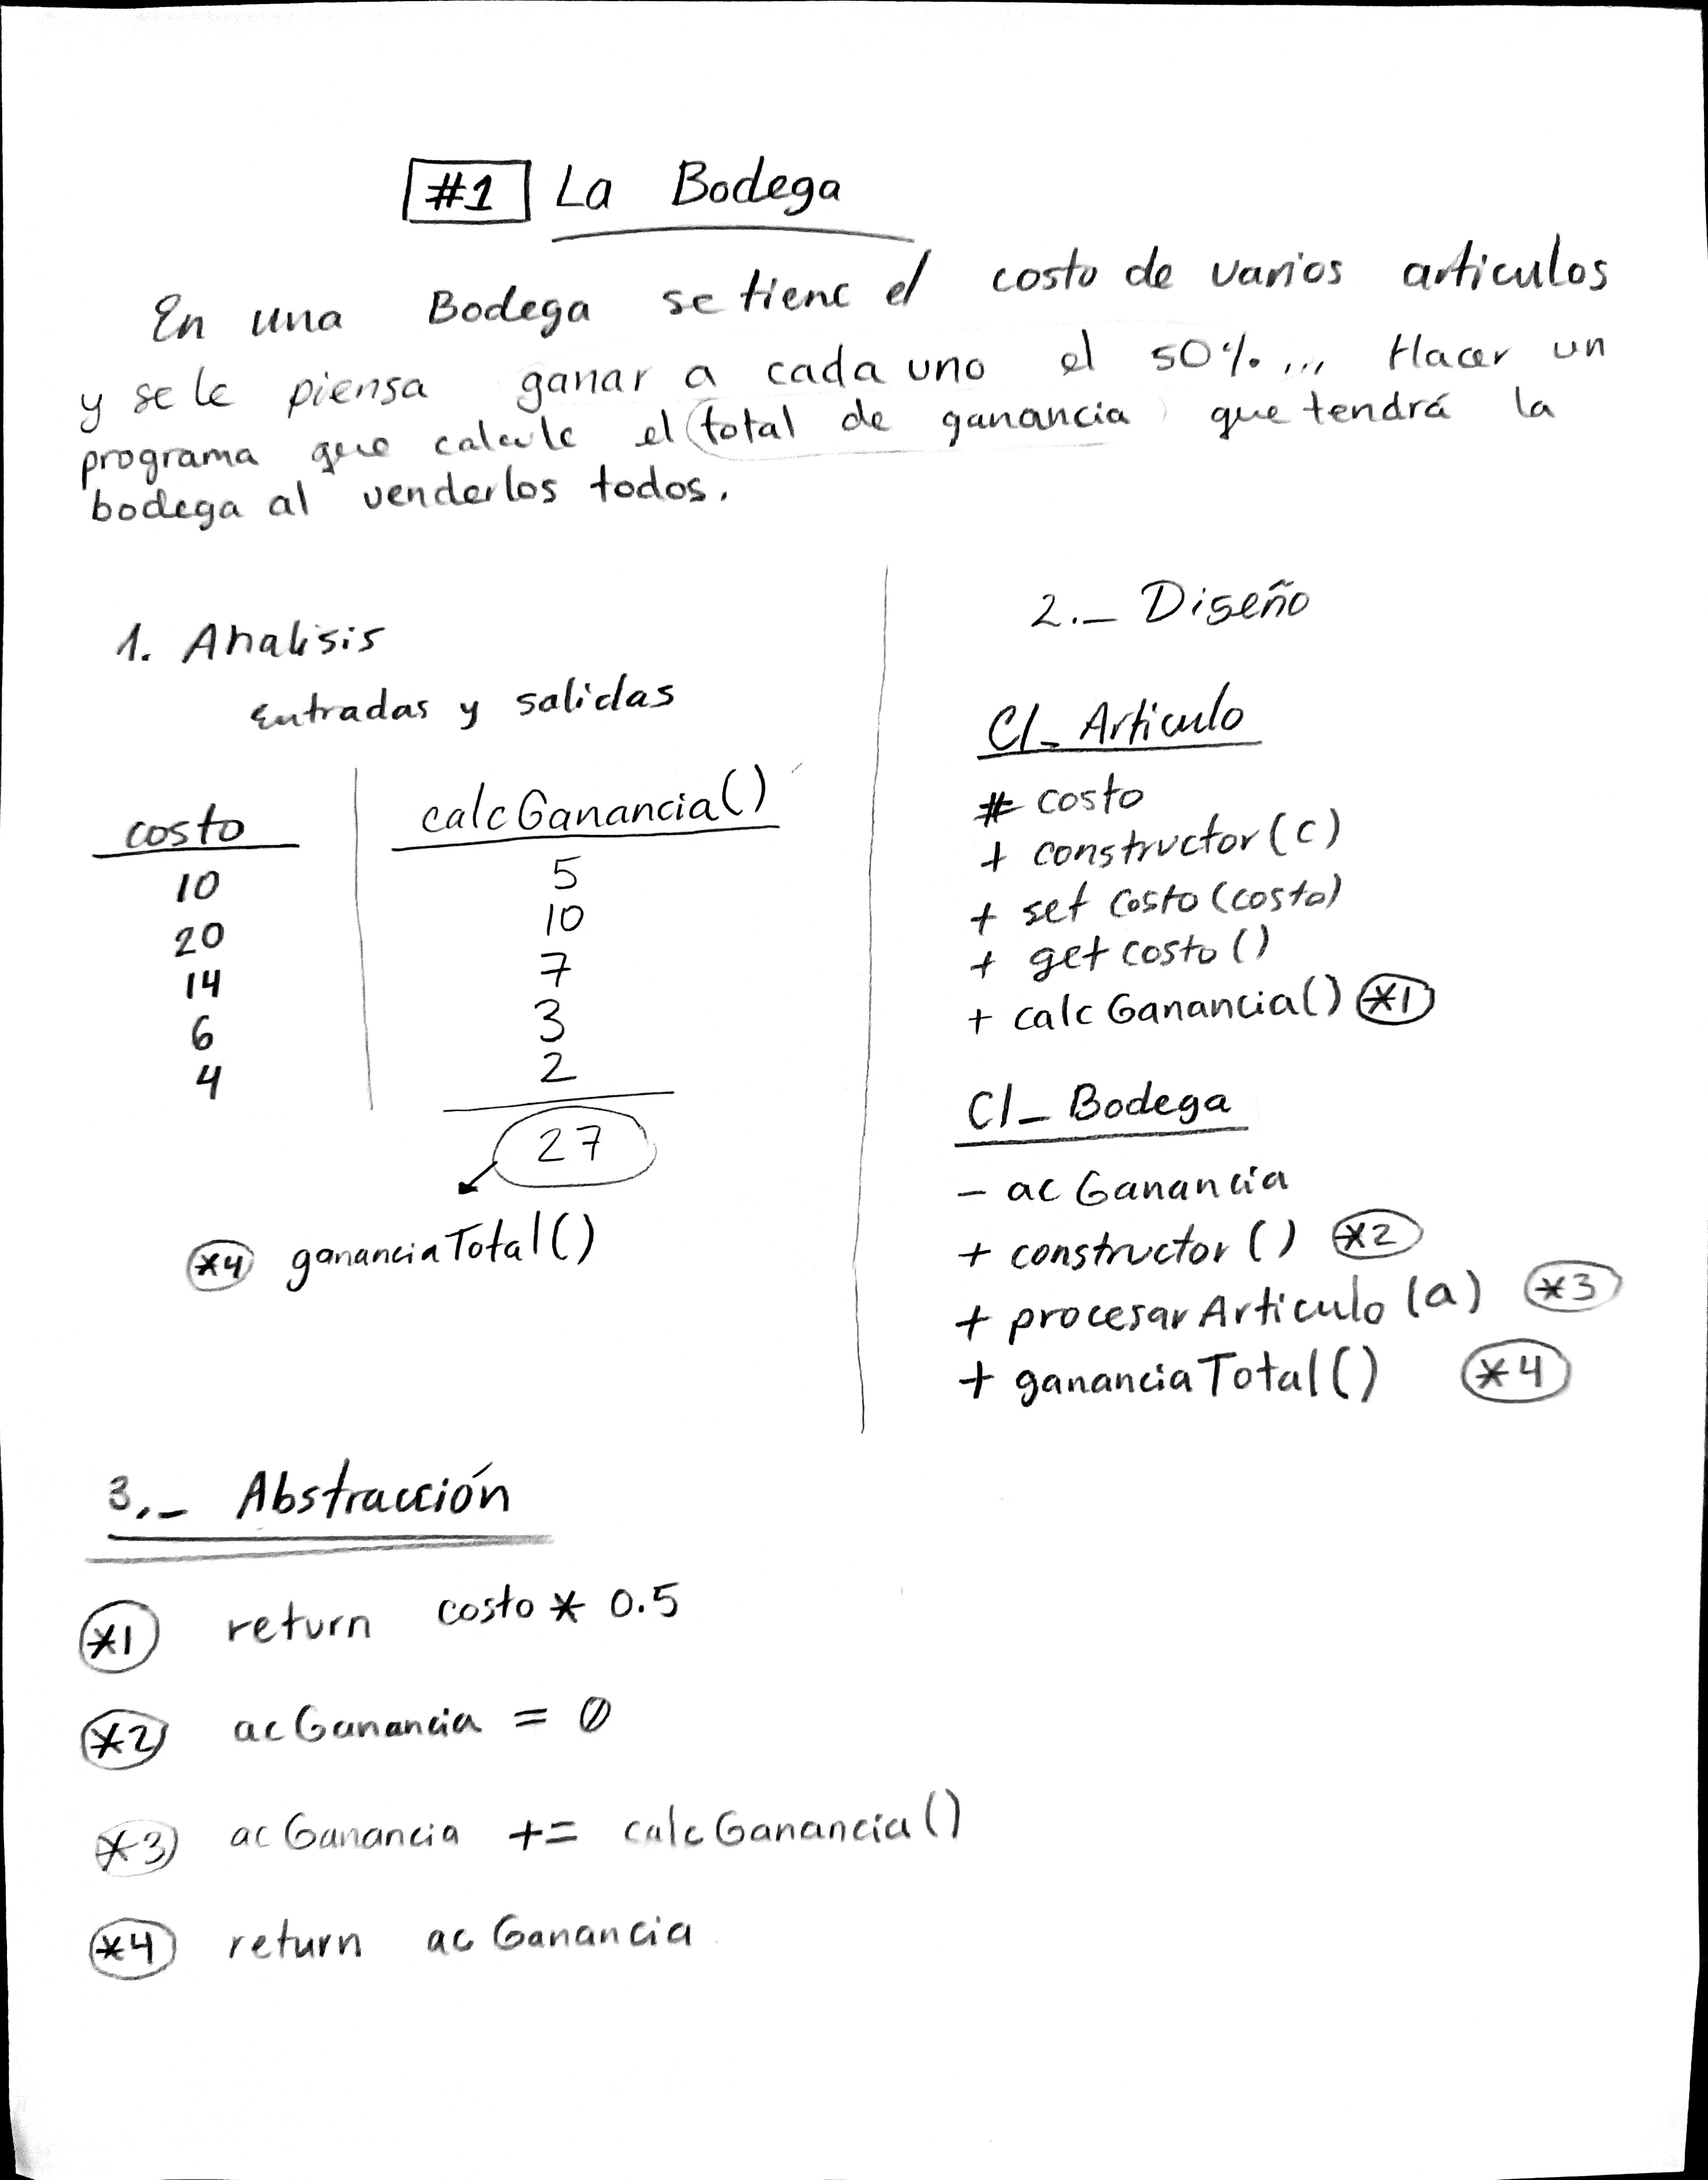 #1 La Bodega
En una Bodega se tiene el costo de varios articulos
y se le piensa ganar a cada uno el 50%... Hacer un
programa que calcule el total de ganancia que tendrá la
bodega al venderlos todos.
1. Analisis
entradas y salidas
costo calcGanancia()
10 5
20 10
14 7
6 3
4 2
27
*4 gananciaTotal()
2._ Diseño
Cl_Articulo
# costo
+ constructor(c)
+ set costo(costo)
+ get costo()
+ calcGanancia() *1
Cl_Bodega
- acGanancia
+ constructor() *2
+ procesarArticulo(a) *3
+ gananciaTotal() *4
3._ Abstracción
*1 return costo * 0.5
*2 acGanancia = 0
*3 acGanancia += calcGanancia()
*4 return acGanancia